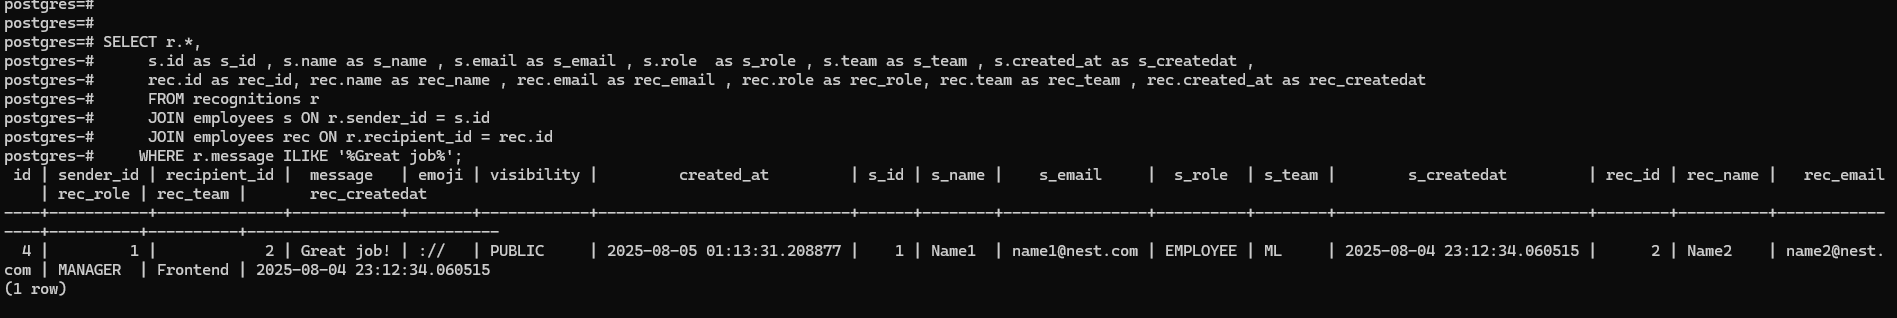 postgres=#
postgres=#
postgres=# SELECT r.*,
postgres-#      s.id as s_id , s.name as s_name , s.email as s_email , s.role  as s_role , s.team as s_team , s.created_at as s_createdat ,
postgres-#      rec.id as rec_id, rec.name as rec_name , rec.email as rec_email , rec.role as rec_role, rec.team as rec_team , rec.created_at as rec_createdat
postgres-#      FROM recognitions r
postgres-#      JOIN employees s ON r.sender_id = s.id
postgres-#      JOIN employees rec ON r.recipient_id = rec.id
postgres-#     WHERE r.message ILIKE '%Great job%';
 id | sender_id | recipient_id |  message   | emoji | visibility |         created_at         | s_id | s_name |    s_email     |  s_role  | s_team |        s_createdat         | rec_id | rec_name |   rec_email
    | rec_role | rec_team |       rec_createdat
----+-----------+--------------+------------+-------+------------+----------------------------+------+--------+----------------+----------+--------+----------------------------+--------+----------+------------
----+----------+----------+----------------------------
  4 |         1 |            2 | Great job! | ://   | PUBLIC     | 2025-08-05 01:13:31.208877 |    1 | Name1  | name1@nest.com | EMPLOYEE | ML     | 2025-08-04 23:12:34.060515 |      2 | Name2    | name2@nest.
com | MANAGER  | Frontend | 2025-08-04 23:12:34.060515
(1 row)